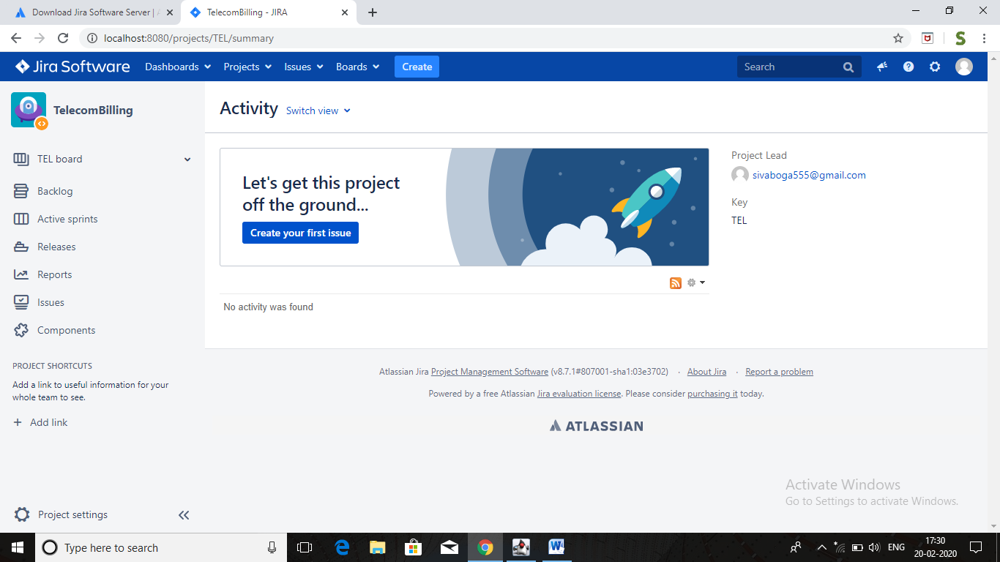 Download Jira Software Server | A
TelecomBilling - JIRA
localhost:8080/projects/TEL/summary
Jira Software
Dashboards
Projects
Issues
Boards
Create
Search
TelecomBilling
TEL board
Backlog
Active sprints
Releases
Reports
Issues
Components
PROJECT SHORTCUTS
Add a link to useful information for your
whole team to see.
+ Add link
Project settings
Activity
Switch view
Let's get this project
off the ground...
Create your first issue
No activity was found
Project Lead
sivaboga555@gmail.com
Key
TEL
Atlassian Jira Project Management Software (v8.7.1#807001-sha1:03e3702) · About Jira · Report a problem
Powered by a free Atlassian Jira evaluation license. Please consider purchasing it today.
ATLASSIAN
Activate Windows
Go to Settings to activate Windows.
Type here to search
ENG
17:30
20-02-2020